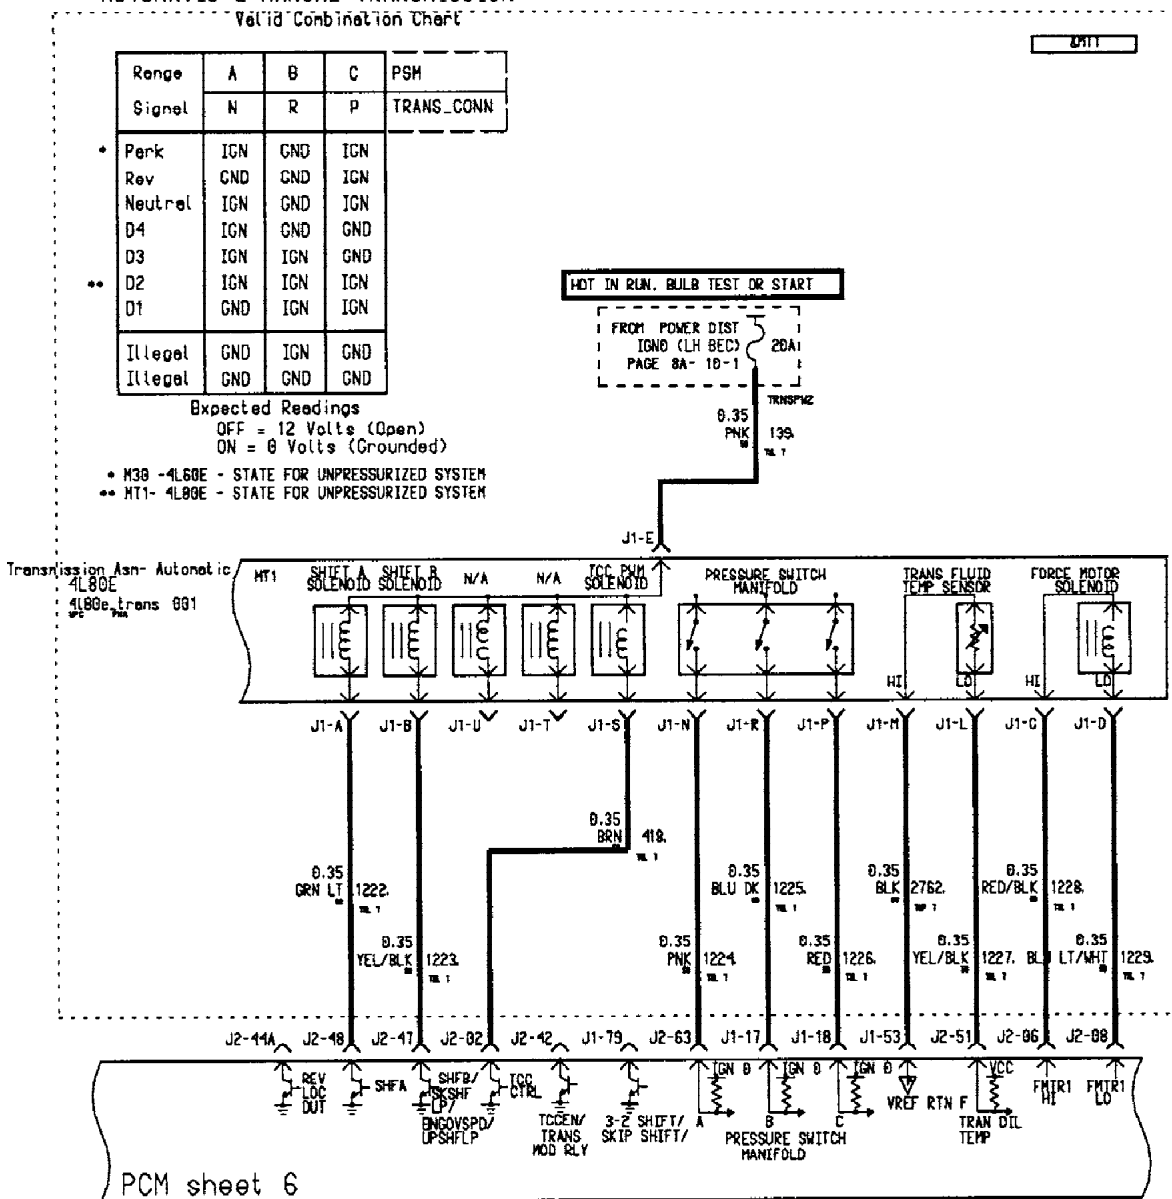 Valid Combination Chart
&MT1
Range A B C PSM
Signal N R P TRANS_CONN
* Park IGN GND IGN
Rev GND GND IGN
Neutral IGN GND IGN
D4 IGN GND GND
D3 IGN IGN GND
** D2 IGN IGN IGN
D1 GND IGN IGN
Illegal GND IGN GND
Illegal GND GND GND
Expected Readings
OFF = 12 Volts (Open)
ON = 0 Volts (Grounded)
* M30 -4L60E - STATE FOR UNPRESSURIZED SYSTEM
** MT1- 4L80E - STATE FOR UNPRESSURIZED SYSTEM
HOT IN RUN, BULB TEST OR START
FROM POWER DIST
IGN0 (LH BEC) 20A
PAGE 8A- 10-1
TRNSPW2
0.35
PNK 139.
J1-E
Transmission Asm- Automatic
4L80E
4l80e_trans 001
MT1
SHIFT A SOLENOID
SHIFT B SOLENOID
N/A
N/A
TCC PWM SOLENOID
PRESSURE SWITCH MANIFOLD
TRANS FLUID TEMP SENSOR
FORCE MOTOR SOLENOID
HI LO HI LO
J1-A J1-B J1-U J1-T J1-S J1-N J1-R J1-P J1-M J1-L J1-G J1-D
0.35
BRN 418.
0.35
GRN LT 1222.
0.35
BLU DK 1225.
0.35
BLK 2762.
0.35
RED/BLK 1228.
0.35
YEL/BLK 1223.
0.35
PNK 1224.
0.35
RED 1226.
0.35
YEL/BLK 1227.
0.35
BLU LT/WHT 1229.
J2-44A J2-48 J2-47 J2-02 J2-42 J1-79 J2-63 J1-17 J1-18 J1-53 J2-51 J2-06 J2-08
REV
LOC
OUT
SHFA
SHFB/
SKSHF
LP/
BNGOVSPD/
UPSHFLP
TCC
CTRL
TCCEN/
TRANS
MOD RLY
3-2 SHIFT/
SKIP SHIFT/
IGN 0 IGN 0 IGN 0
A B C
PRESSURE SWITCH
MANIFOLD
VREF RTN F
VCC
TRAN OIL
TEMP
FMTR1
HI
FMTR1
LO
PCM sheet 6